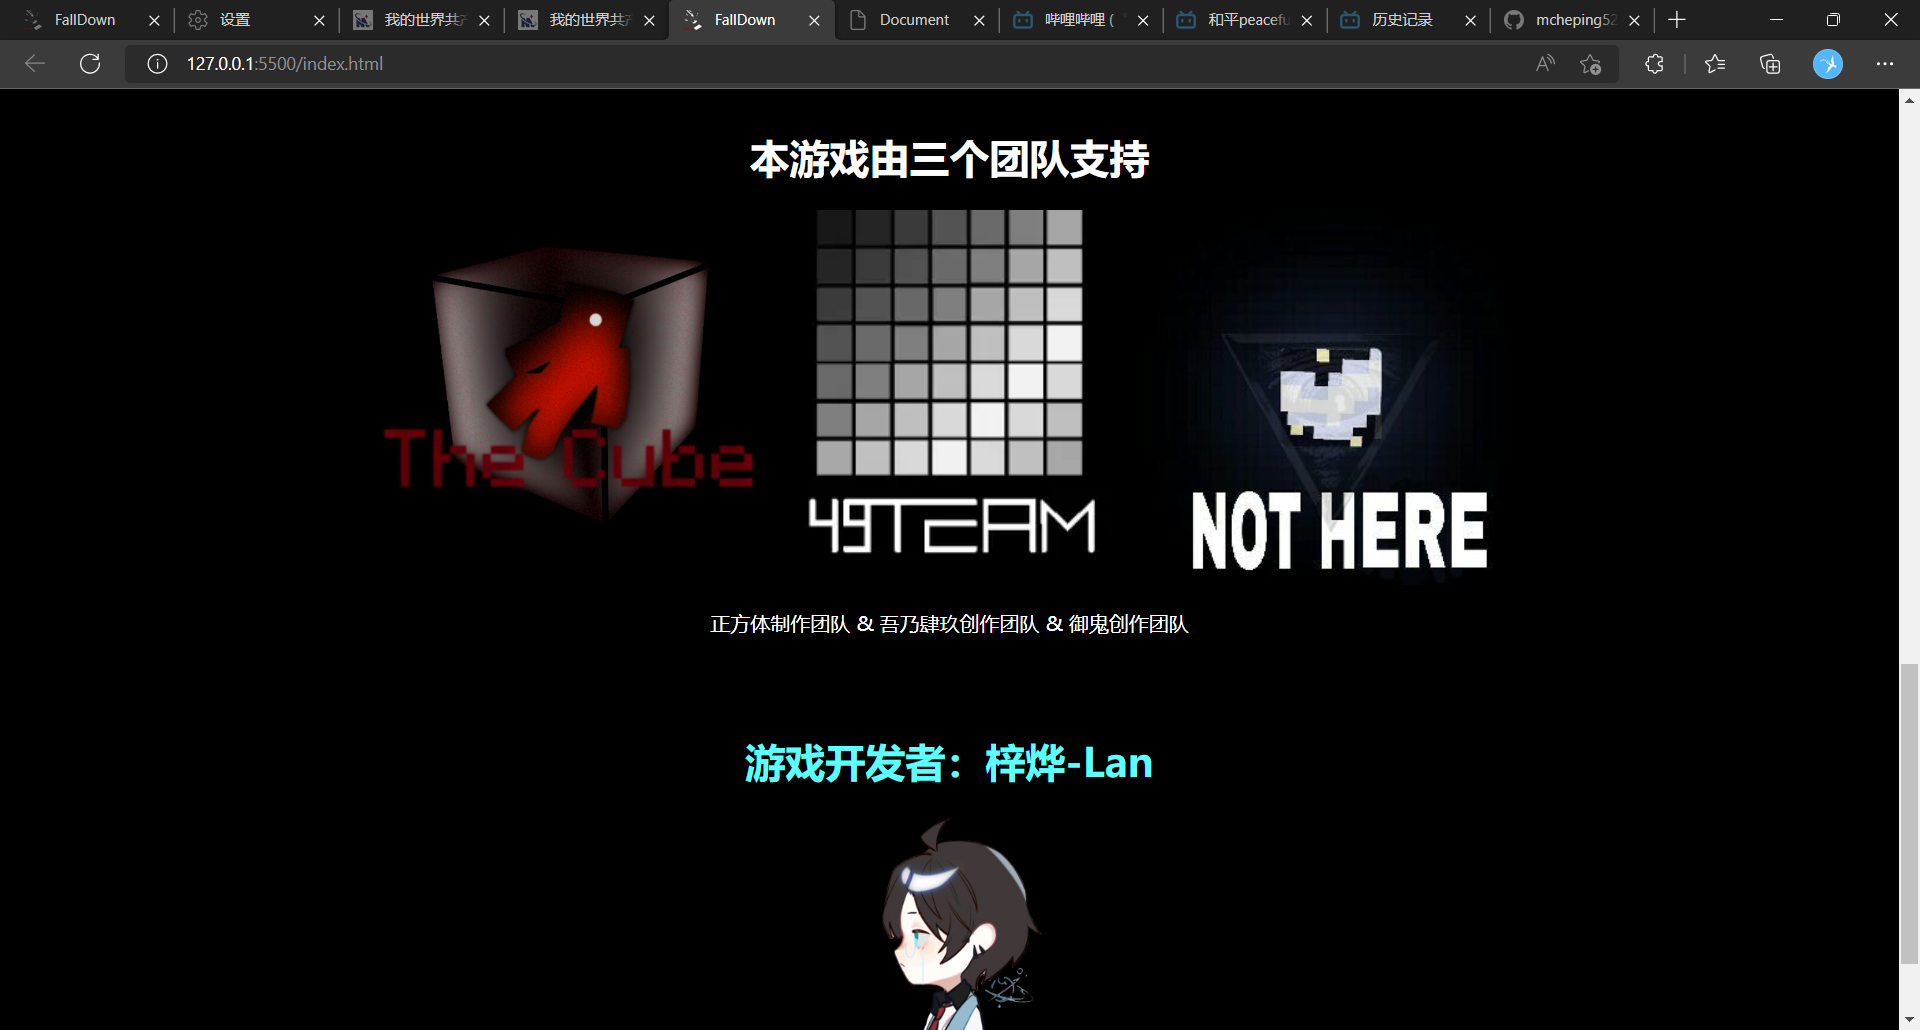 FallDown
设置
我的世界共
我的世界共
FallDown
Document
哔哩哔哩 (
和平peacefu
历史记录
mcheping52
127.0.0.1:5500/index.html
本游戏由三个团队支持
The Cube
49TEAM
NOT HERE
正方体制作团队 & 吾乃肆玖创作团队 & 御鬼创作团队
游戏开发者：梓烨-Lan